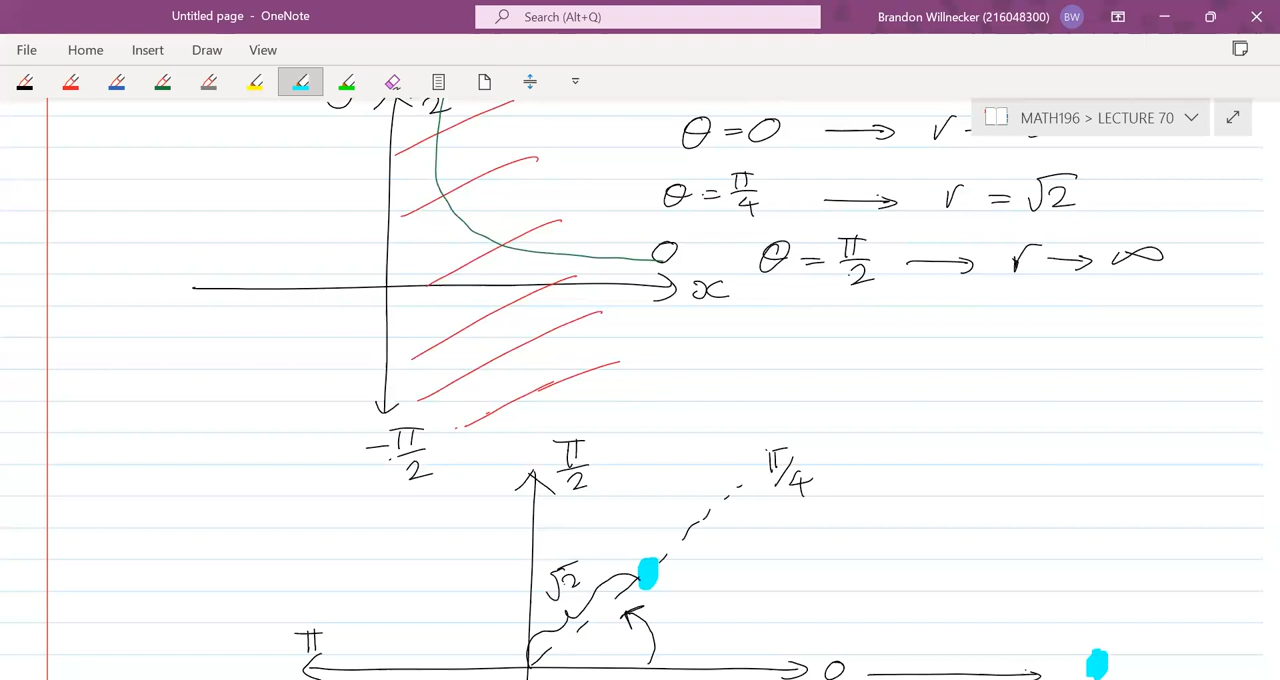 Untitled page - OneNote
Search (Alt+Q)
Brandon Willnecker (216048300)
BW
File Home Insert Draw View
MATH196 > LECTURE 70
θ = 0 → r
θ = π/4 → r = √2
0
θ = π/2 → r → ∞
x
-π/2
π/2
π/4
√2
π
0